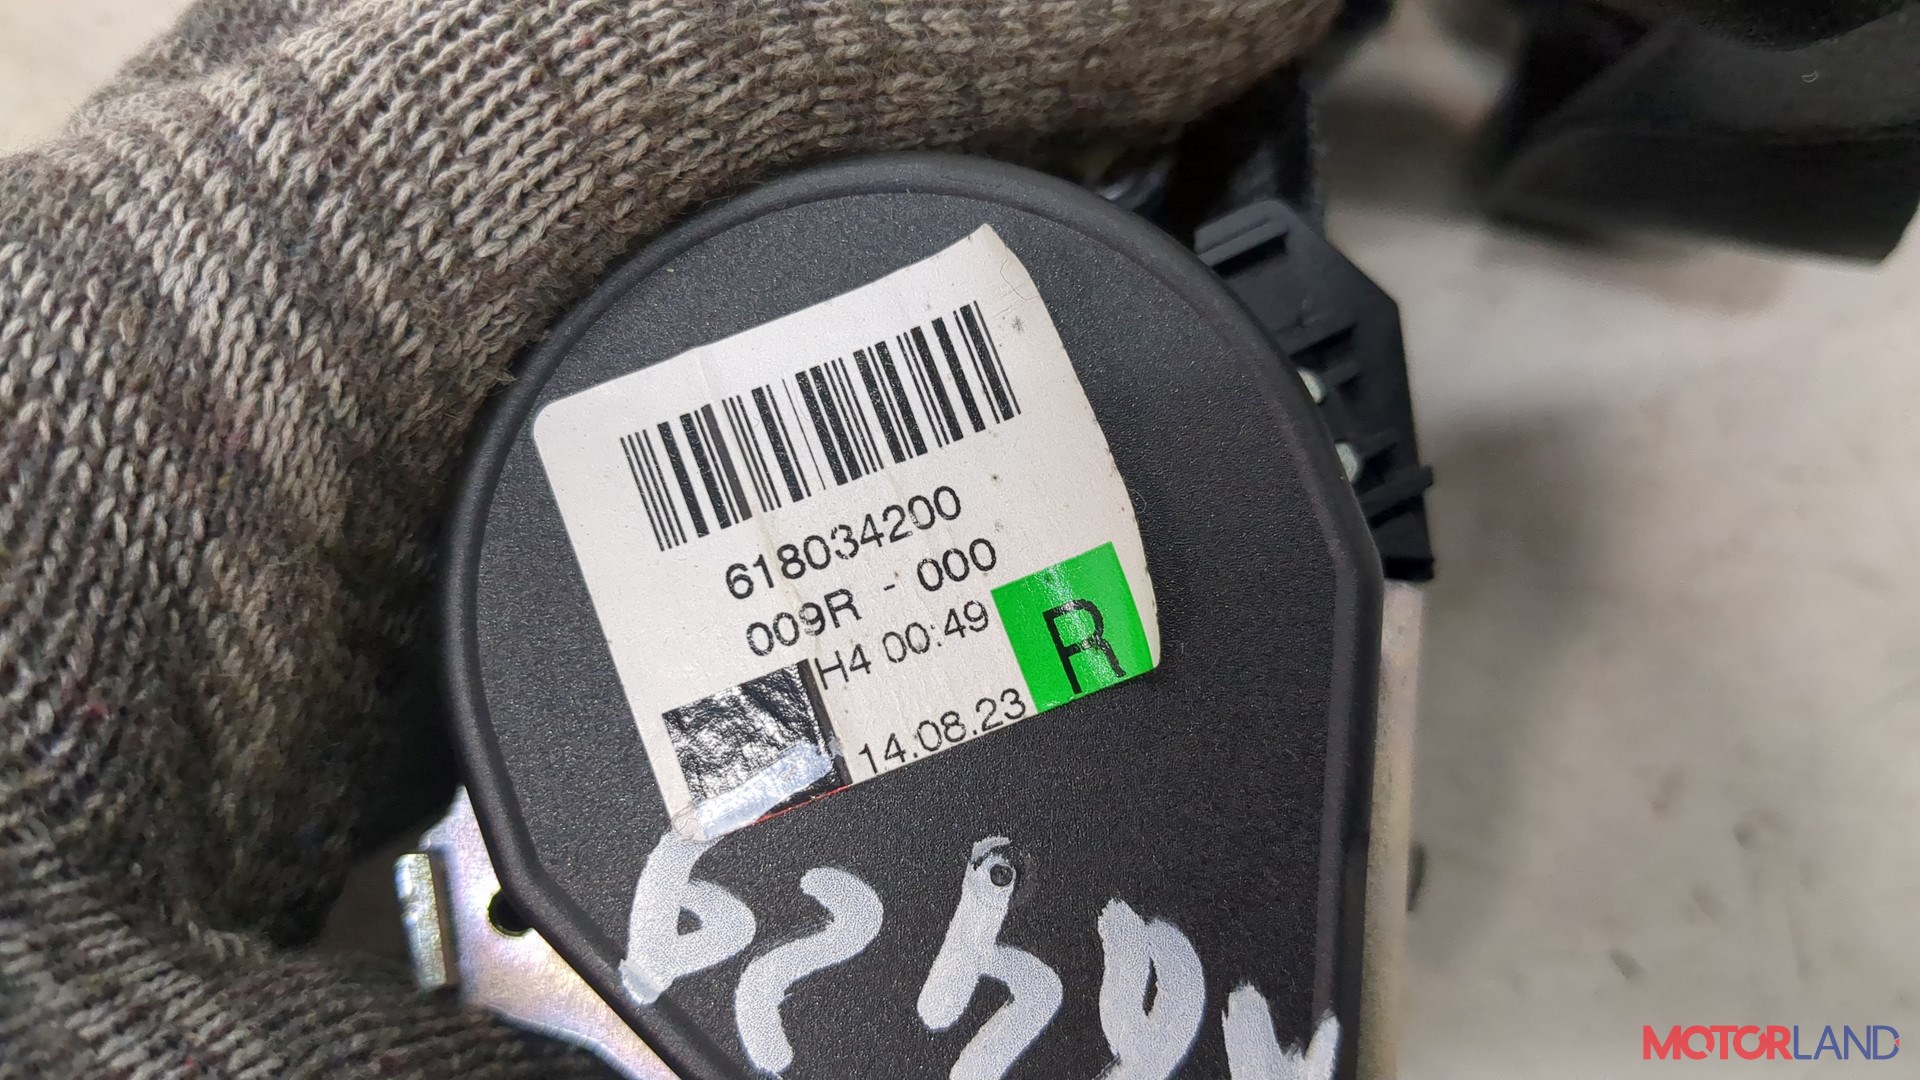 618034200
009R - 000
H4 00:49
R
14.08.23
MOTORLAND